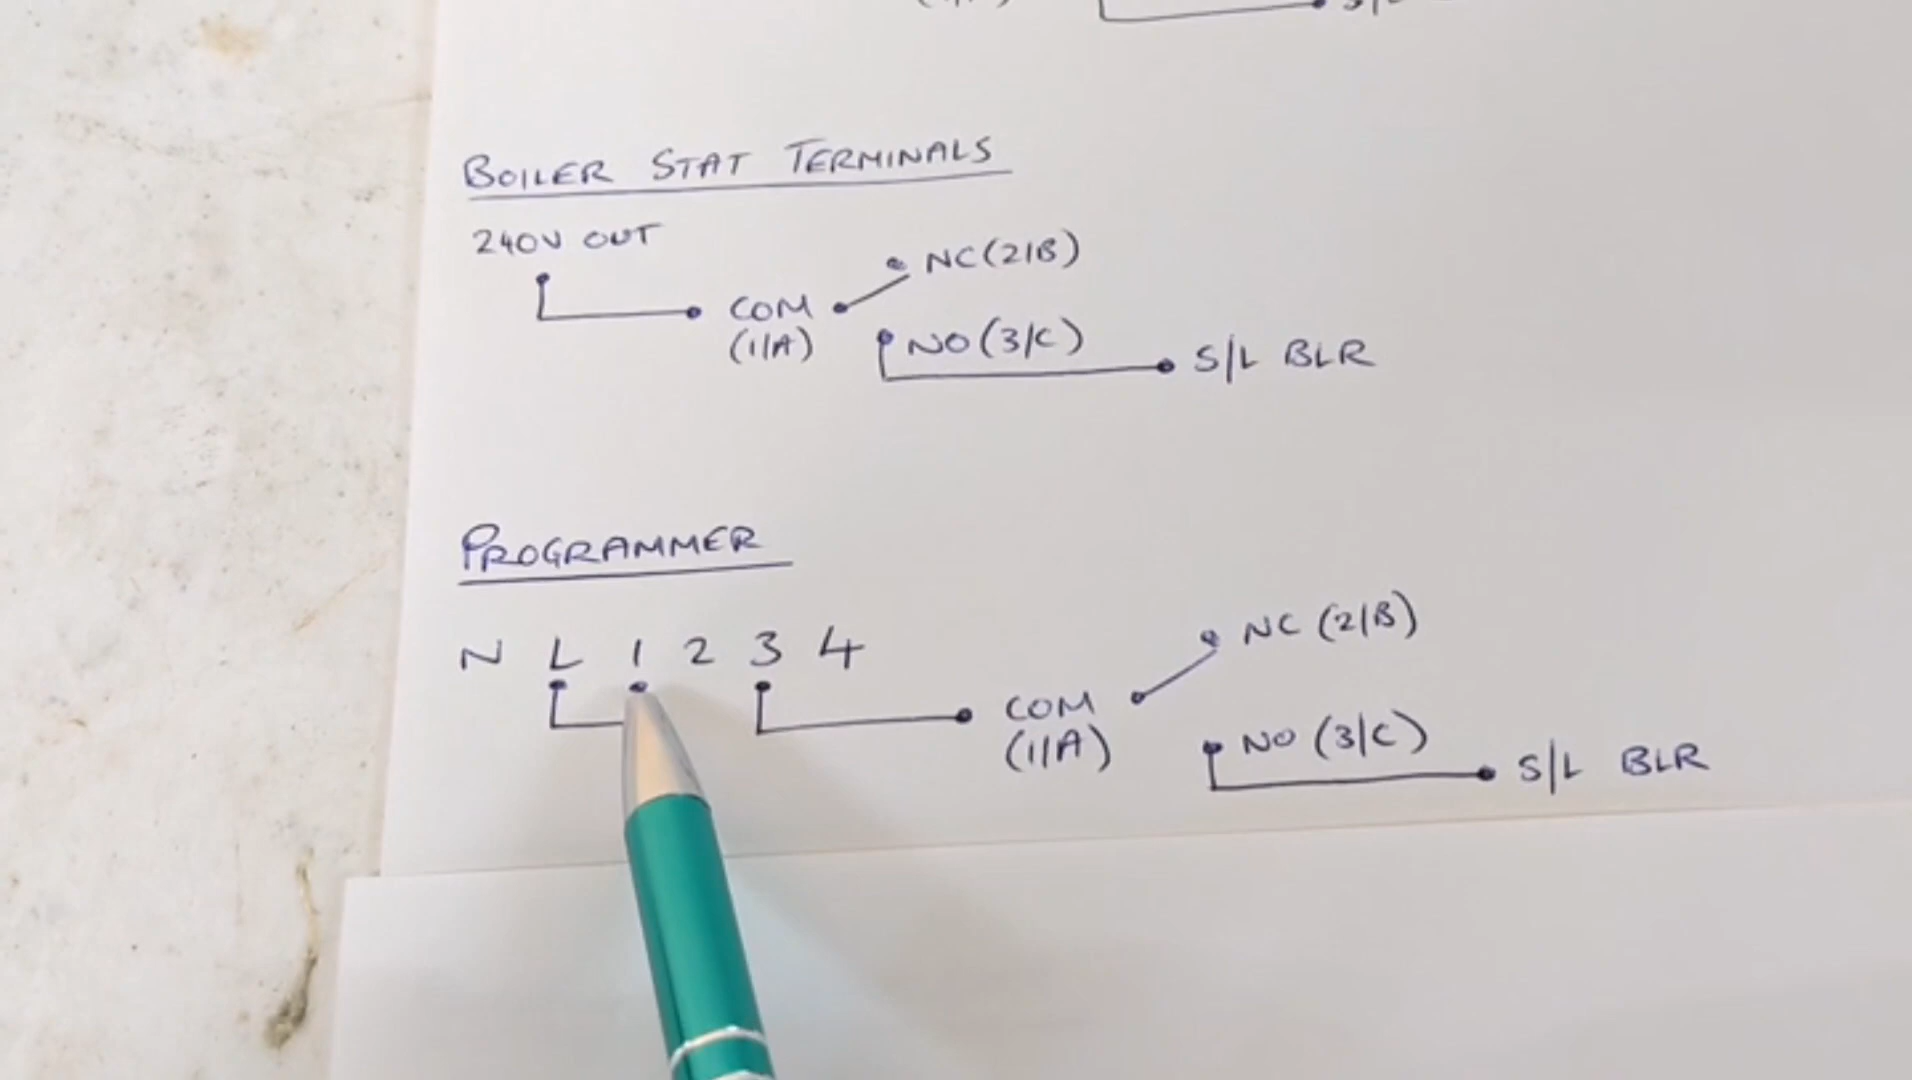 BOILER STAT TERMINALS
240V OUT
NC (2/B)
COM
(1/A)
NO (3/C)
S/L BLR
PROGRAMMER
N L 1 2 3 4
NC (2/B)
COM
(1/A)
NO (3/C)
S/L BLR